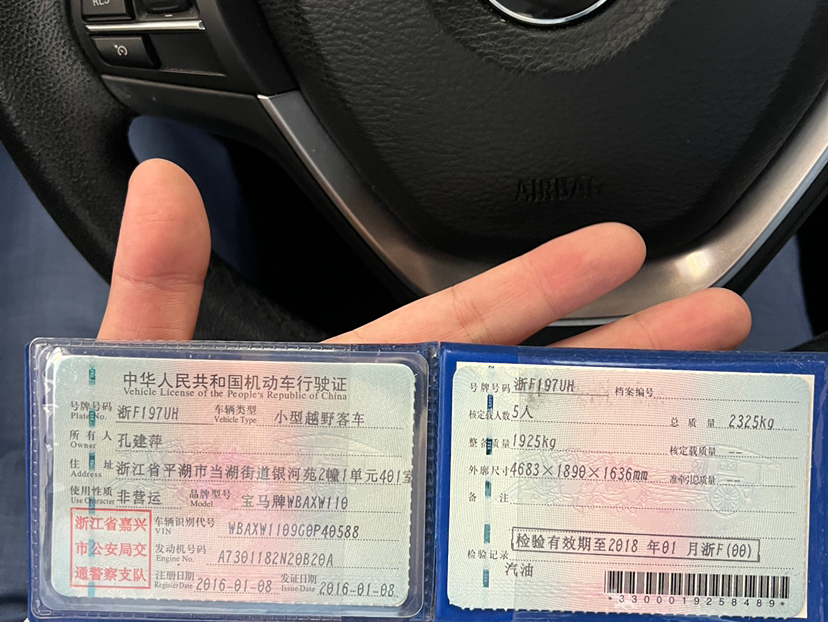 RES
AIRBAG
中华人民共和国机动车行驶证
Vehicle License of the People's Republic of China
号牌号码 Plate No. 浙F197UH 车辆类型 Vehicle Type 小型越野客车
所有人 Owner 孔建萍
住址 Address 浙江省平湖市当湖街道银河苑2幢1单元401室
使用性质 Use Character 非营运 品牌型号 Model 宝马牌WBAXW110
浙江省嘉兴
市公安局交
通警察支队
车辆识别代号 VIN WBAXW1109G0P40588
发动机号码 Engine No. A7301182N20B20A
注册日期 Register Date 2016-01-08 发证日期 Issue Date 2016-01-08
号牌号码 浙F197UH 档案编号
核定载人数 5人 总质量 2325kg
整备质量 1925kg 核定载质量 --
外廓尺寸 4683×1890×1636mm 准牵引总质量 --
备注
检验有效期至2018 年01 月浙F(00)
检验记录
汽油
*3300019258489*